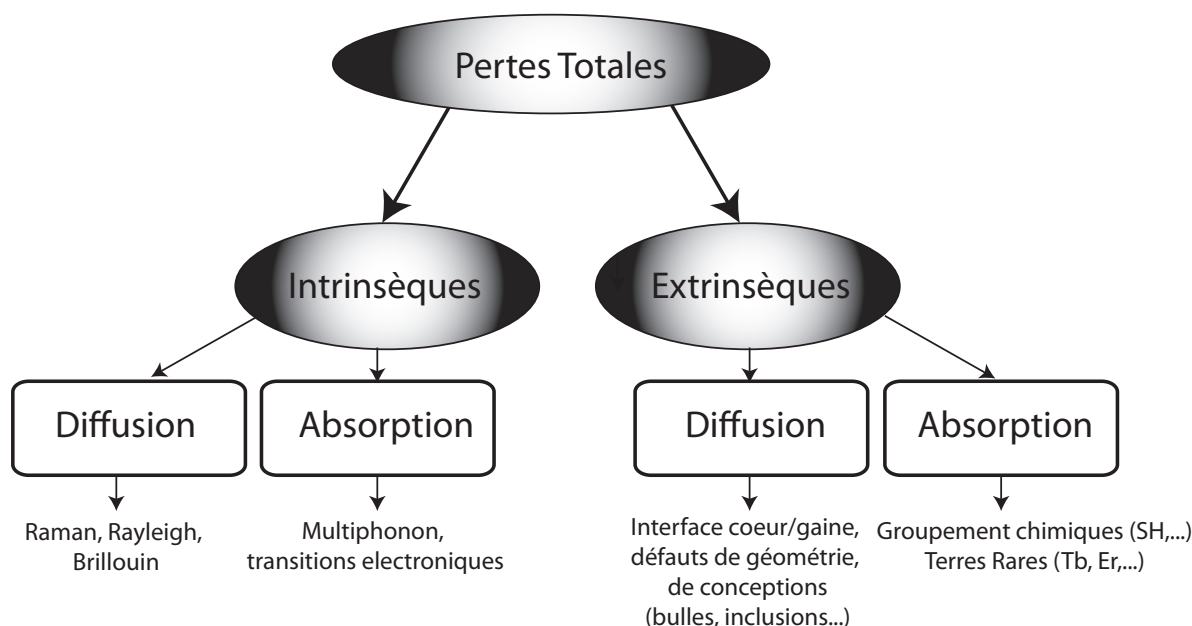 Pertes Totales
Intrinsèques
Extrinsèques
Diffusion
Absorption
Diffusion
Absorption
Raman, Rayleigh,
Brillouin
Multiphonon,
transitions electroniques
Interface coeur/gaine,
défauts de géométrie,
de conceptions
(bulles, inclusions...)
Groupement chimiques (SH,...)
Terres Rares (Tb, Er,...)